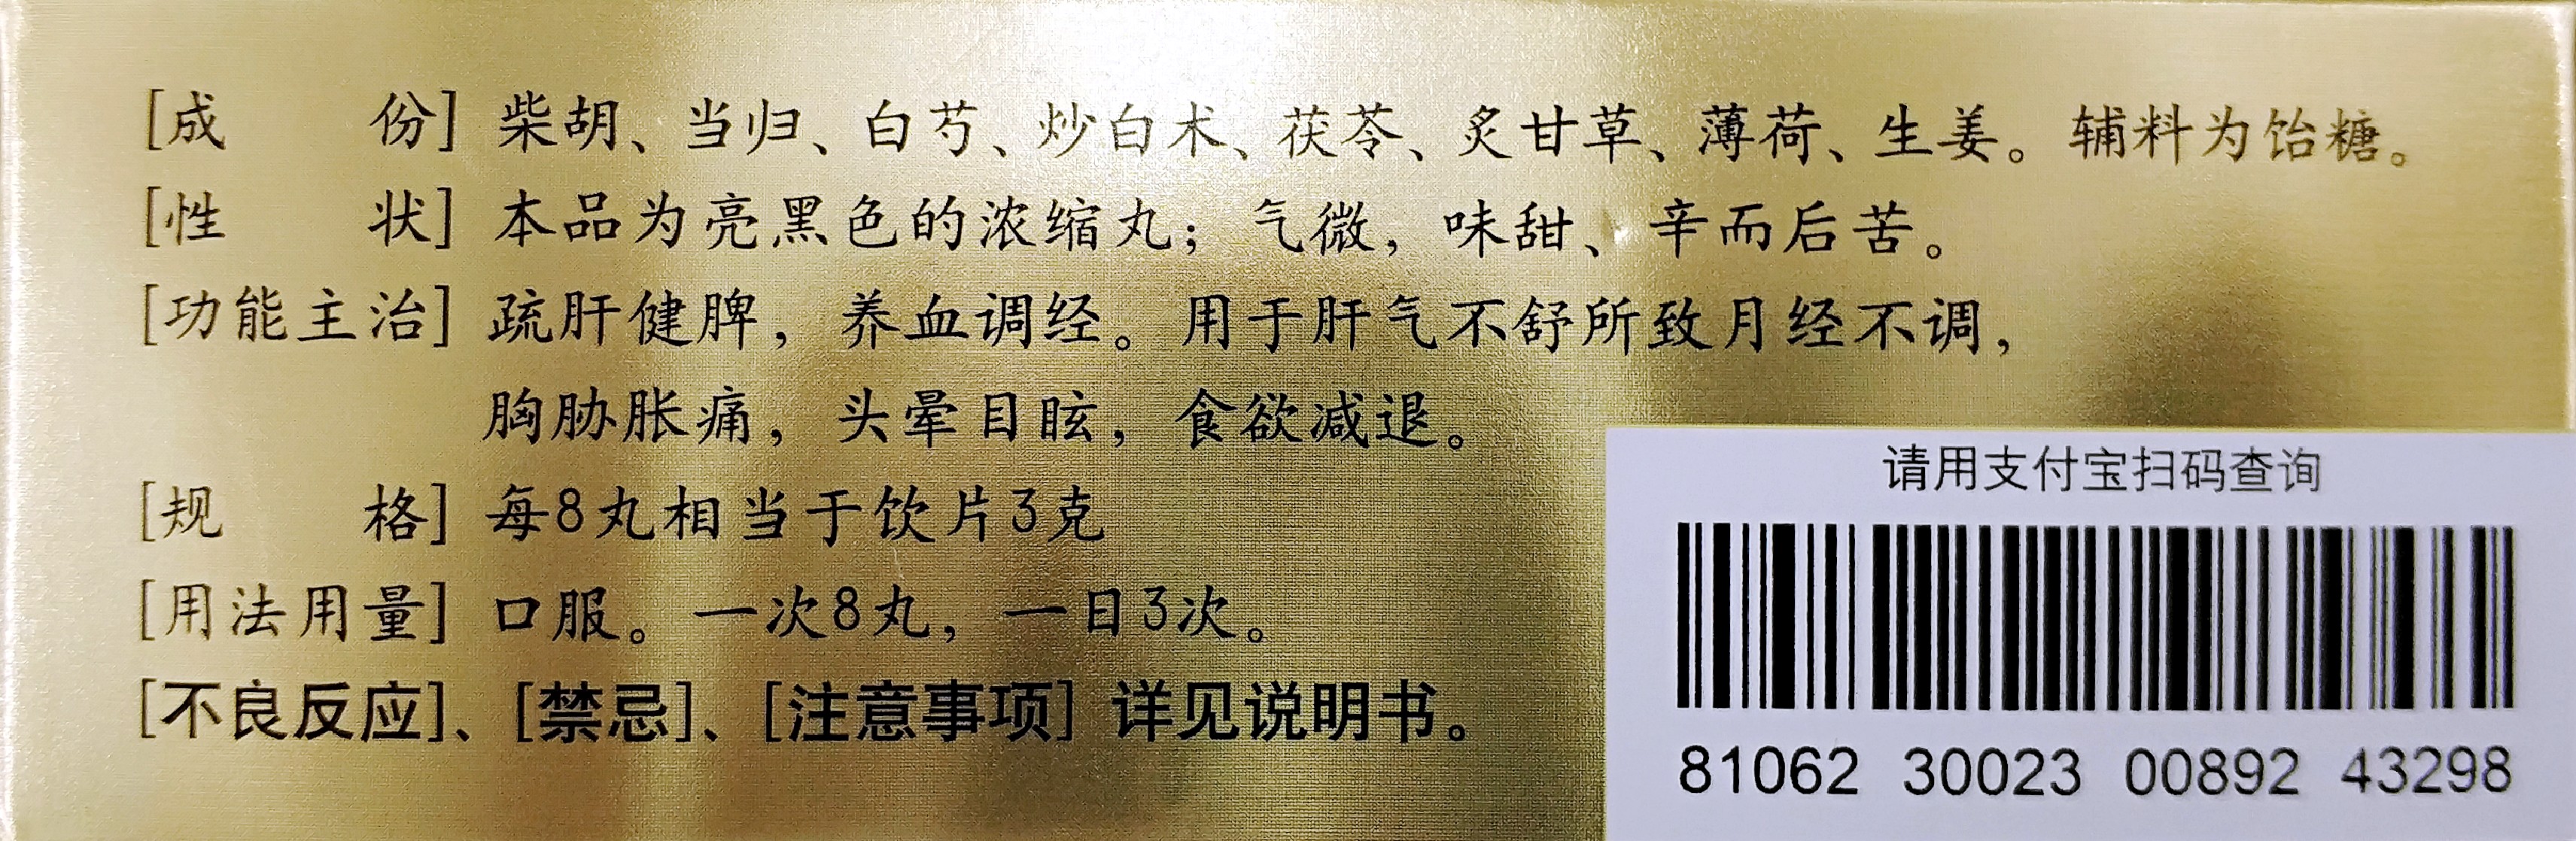 [成份] 柴胡、当归、白芍、炒白术、茯苓、炙甘草、薄荷、生姜。辅料为饴糖。
[性状] 本品为亮黑色的浓缩丸；气微，味甜、辛而后苦。
[功能主治] 疏肝健脾，养血调经。用于肝气不舒所致月经不调，
胸胁胀痛，头晕目眩，食欲减退。
[规格] 每8丸相当于饮片3克
[用法用量] 口服。一次8丸，一日3次。
[不良反应]、[禁忌]、[注意事项] 详见说明书。
请用支付宝扫码查询
81062 30023 00892 43298